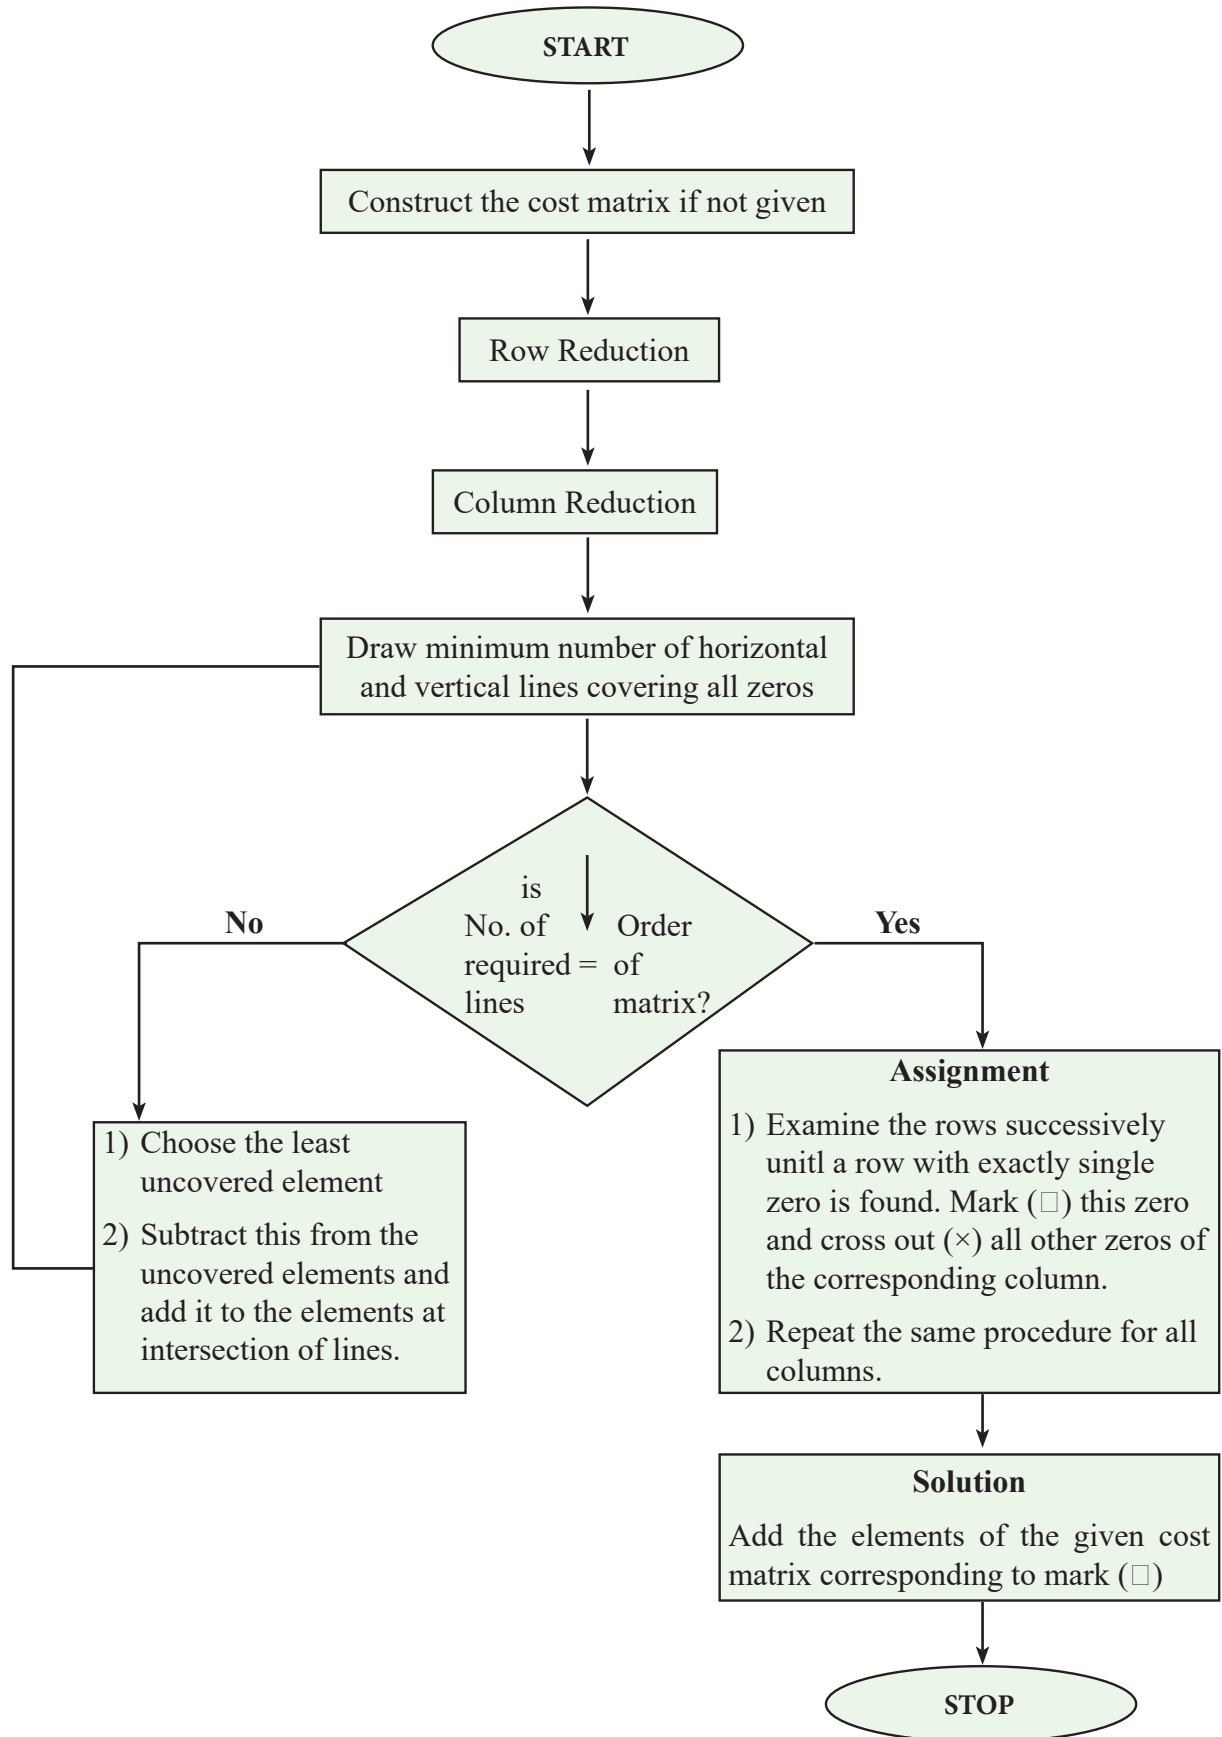 START
Construct the cost matrix if not given
Row Reduction
Column Reduction
Draw minimum number of horizontal
and vertical lines covering all zeros
is
No. of Order
required = of
lines matrix?
No
Yes
1) Choose the least
uncovered element
2) Subtract this from the
uncovered elements and
add it to the elements at
intersection of lines.
Assignment
1) Examine the rows successively
unitl a row with exactly single
zero is found. Mark (□) this zero
and cross out (×) all other zeros of
the corresponding column.
2) Repeat the same procedure for all
columns.
Solution
Add the elements of the given cost
matrix corresponding to mark (□)
STOP